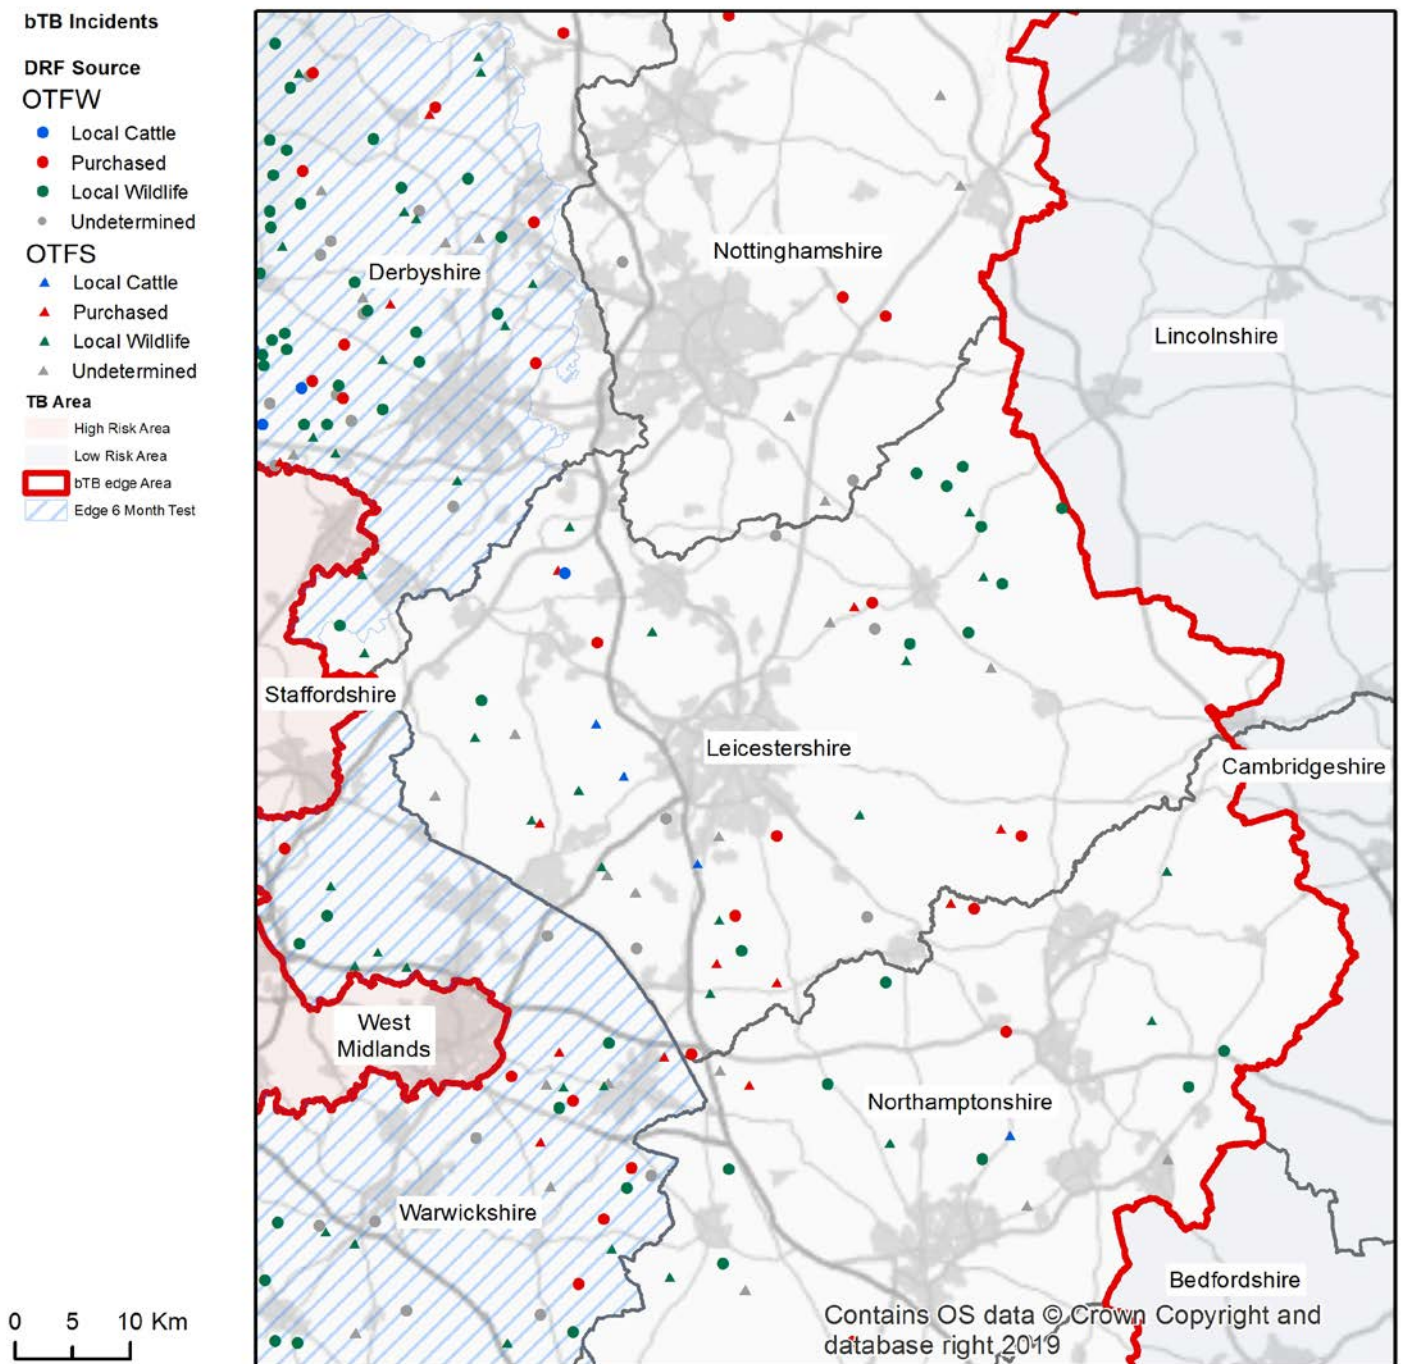 bTB Incidents
DRF Source
OTFW
Local Cattle
Purchased
Local Wildlife
Undetermined
OTFS
Local Cattle
Purchased
Local Wildlife
Undetermined
TB Area
High Risk Area
Low Risk Area
bTB edge Area
Edge 6 Month Test
0 5 10 Km
Nottinghamshire
Derbyshire
Lincolnshire
Staffordshire
Leicestershire
Cambridgeshire
West
Midlands
Northamptonshire
Warwickshire
Bedfordshire
Contains OS data © Crown Copyright and
database right 2019